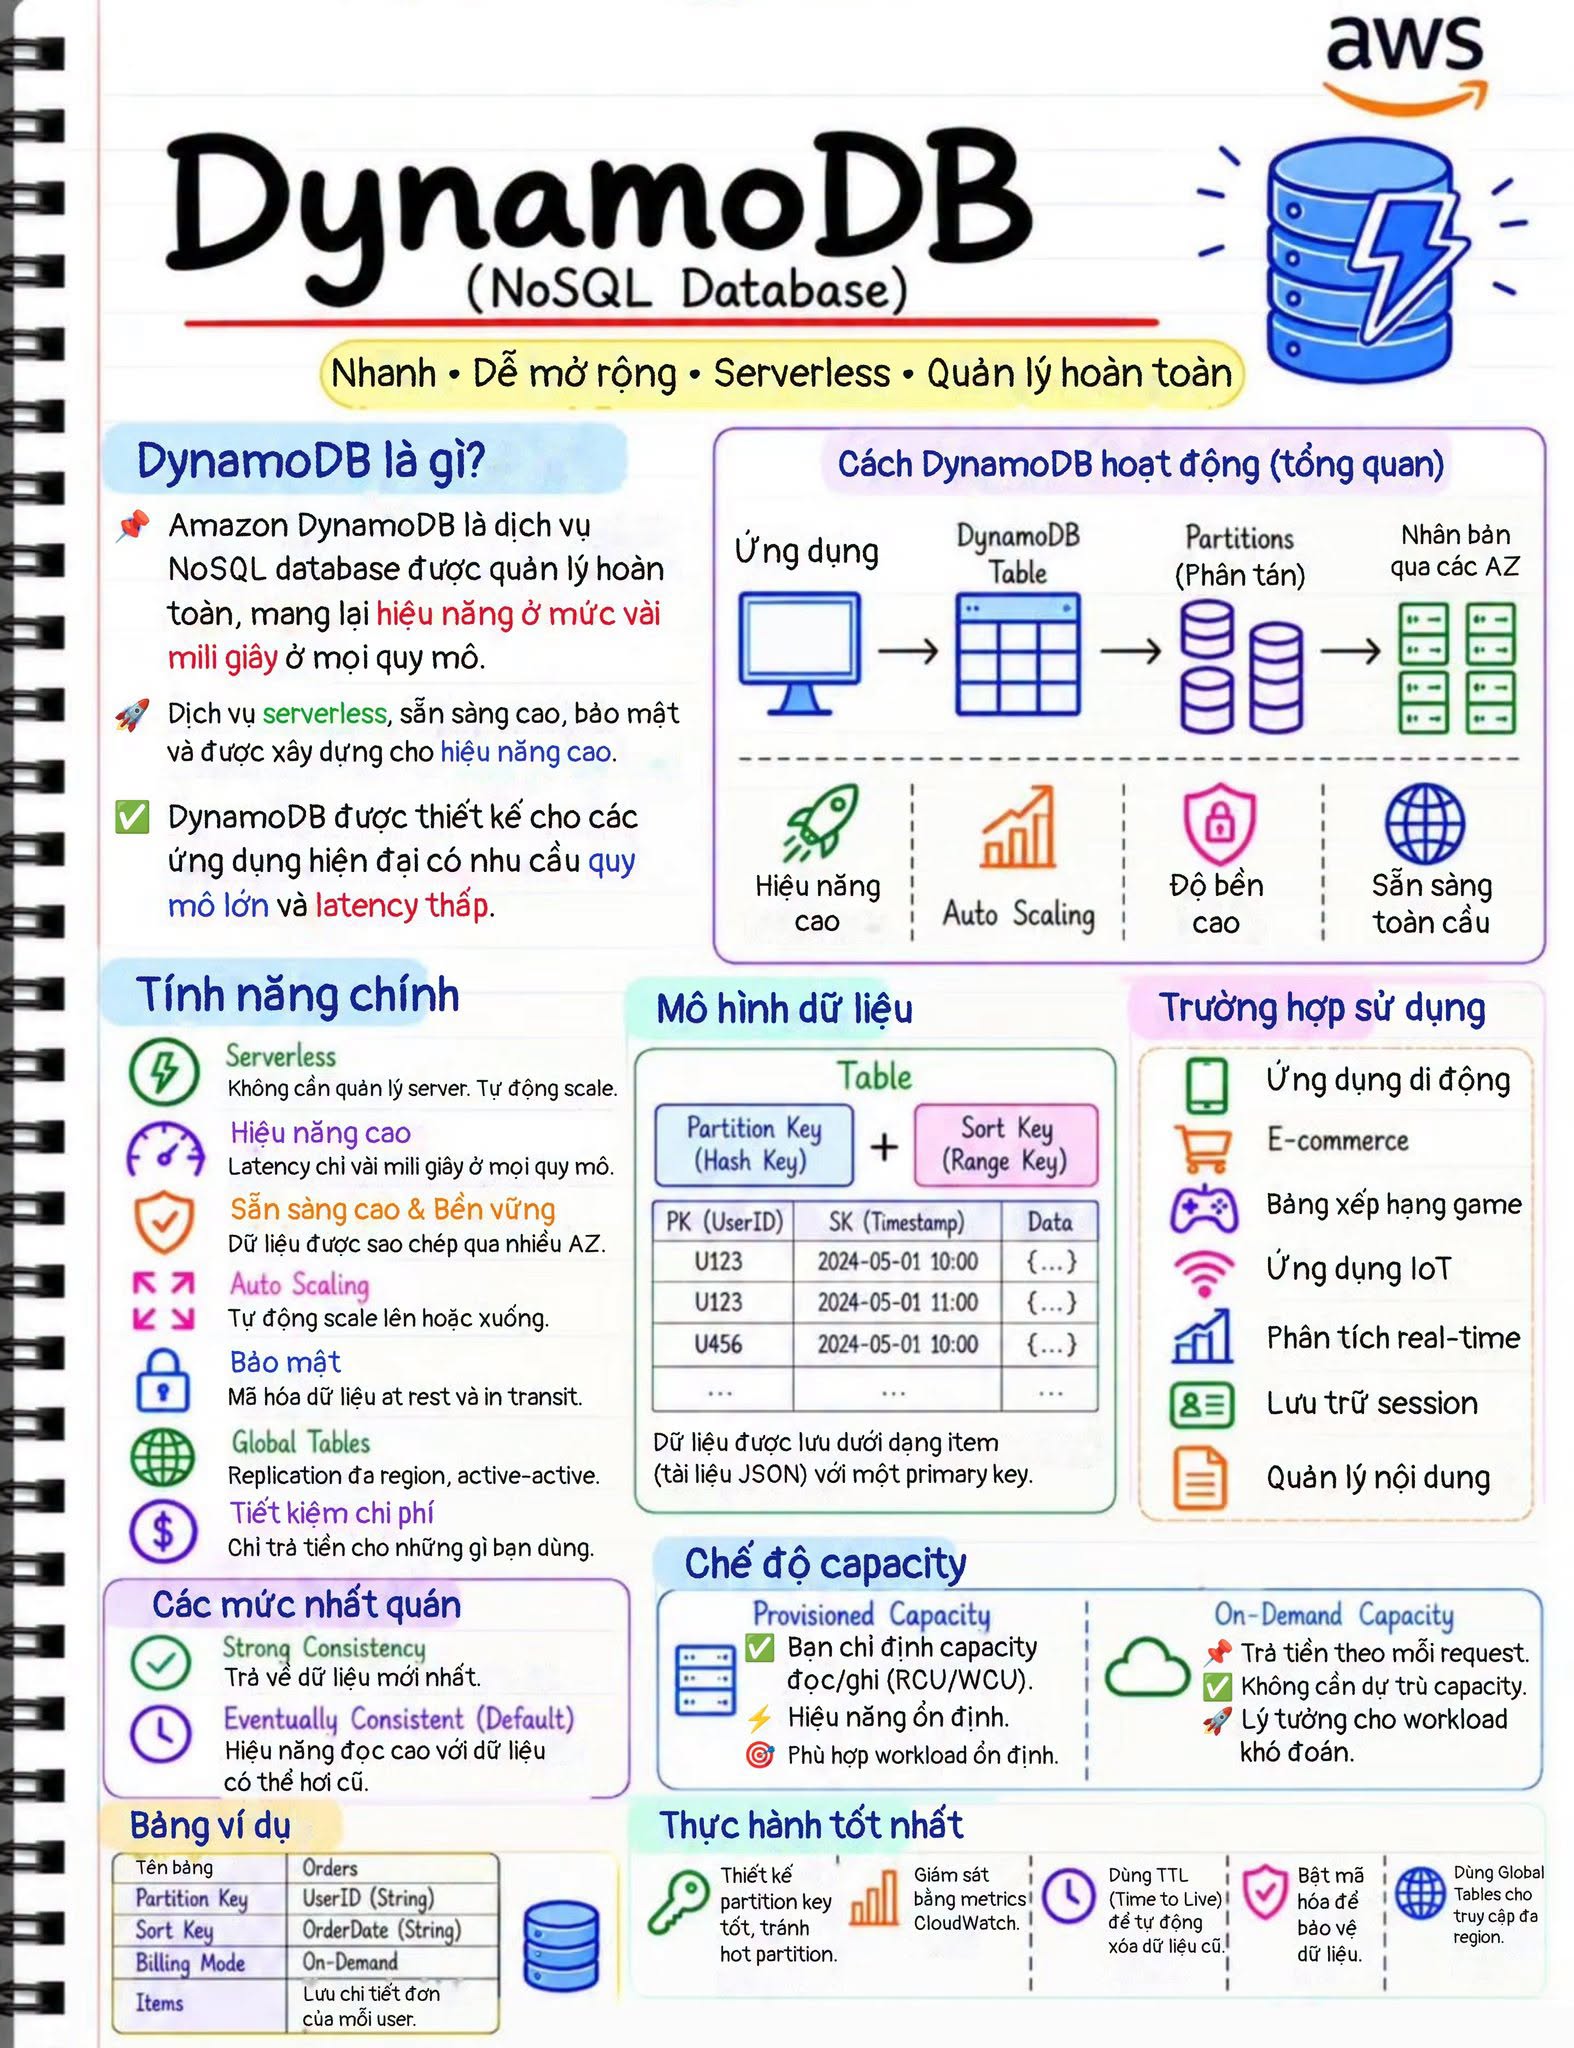 aws
DynamoDB
(NoSQL Database)
Nhanh • Dễ mở rộng • Serverless • Quản lý hoàn toàn
DynamoDB là gì?
Amazon DynamoDB là dịch vụ
NoSQL database được quản lý hoàn
toàn, mang lại hiệu năng ở mức vài
mili giây ở mọi quy mô.
Dịch vụ serverless, sẵn sàng cao, bảo mật
và được xây dựng cho hiệu năng cao.
DynamoDB được thiết kế cho các
ứng dụng hiện đại có nhu cầu quy
mô lớn và latency thấp.
Cách DynamoDB hoạt động (tổng quan)
Ứng dụng
DynamoDB
Table
Partitions
(Phân tán)
Nhân bản
qua các AZ
Hiệu năng
cao
Auto Scaling
Độ bền
cao
Sẵn sàng
toàn cầu
Tính năng chính
Serverless
Không cần quản lý server. Tự động scale.
Hiệu năng cao
Latency chỉ vài mili giây ở mọi quy mô.
Sẵn sàng cao & Bền vững
Dữ liệu được sao chép qua nhiều AZ.
Auto Scaling
Tự động scale lên hoặc xuống.
Bảo mật
Mã hóa dữ liệu at rest và in transit.
Global Tables
Replication đa region, active-active.
Tiết kiệm chi phí
Chỉ trả tiền cho những gì bạn dùng.
Mô hình dữ liệu
Table
Partition Key
(Hash Key)
+
Sort Key
(Range Key)
PK (UserID) SK (Timestamp) Data
U123 2024-05-01 10:00 {...}
U123 2024-05-01 11:00 {...}
U456 2024-05-01 10:00 {...}
... ... ...
Dữ liệu được lưu dưới dạng item
(tài liệu JSON) với một primary key.
Trường hợp sử dụng
Ứng dụng di động
E-commerce
Bảng xếp hạng game
Ứng dụng IoT
Phân tích real-time
Lưu trữ session
Quản lý nội dung
Các mức nhất quán
Strong Consistency
Trả về dữ liệu mới nhất.
Eventually Consistent (Default)
Hiệu năng đọc cao với dữ liệu
có thể hơi cũ.
Chế độ capacity
Provisioned Capacity
Bạn chỉ định capacity
đọc/ghi (RCU/WCU).
Hiệu năng ổn định.
Phù hợp workload ổn định.
On-Demand Capacity
Trả tiền theo mỗi request.
Không cần dự trù capacity.
Lý tưởng cho workload
khó đoán.
Bảng ví dụ
Tên bảng Orders
Partition Key UserID (String)
Sort Key OrderDate (String)
Billing Mode On-Demand
Items Lưu chi tiết đơn
của mỗi user.
Thực hành tốt nhất
Thiết kế
partition key
tốt, tránh
hot partition.
Giám sát
bằng metrics
CloudWatch.
Dùng TTL
(Time to Live)
để tự động
xóa dữ liệu cũ.
Bật mã
hóa để
bảo vệ
dữ liệu.
Dùng Global
Tables cho
truy cập đa
region.